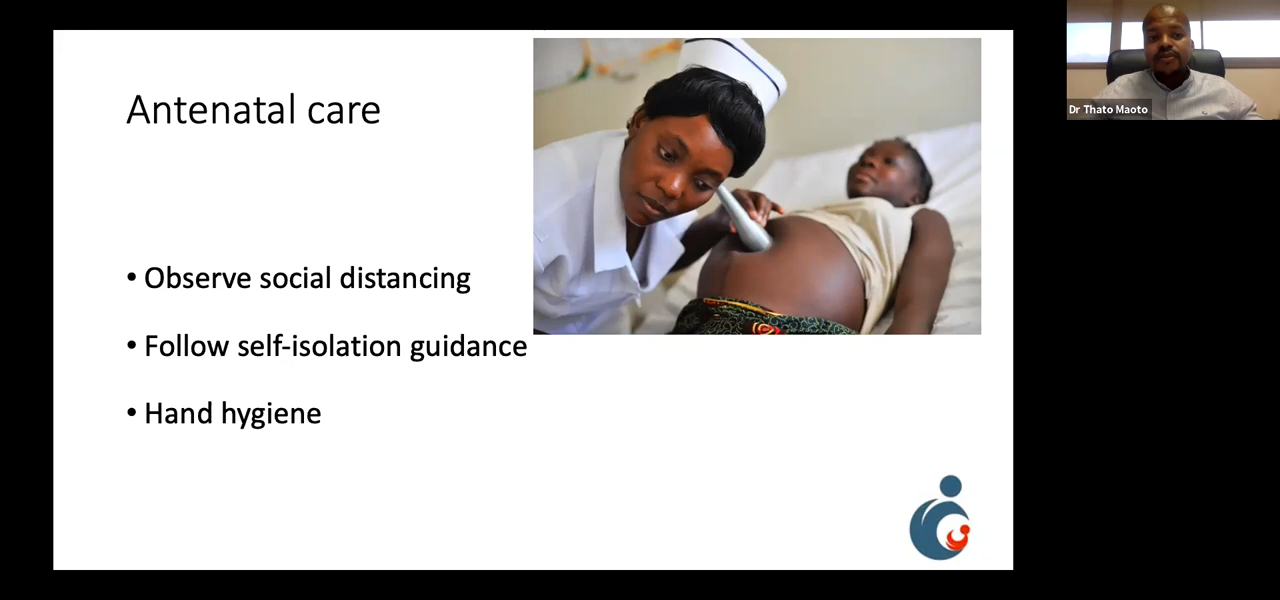 Antenatal care
• Observe social distancing
• Follow self-isolation guidance
• Hand hygiene
Dr Thato Maoto